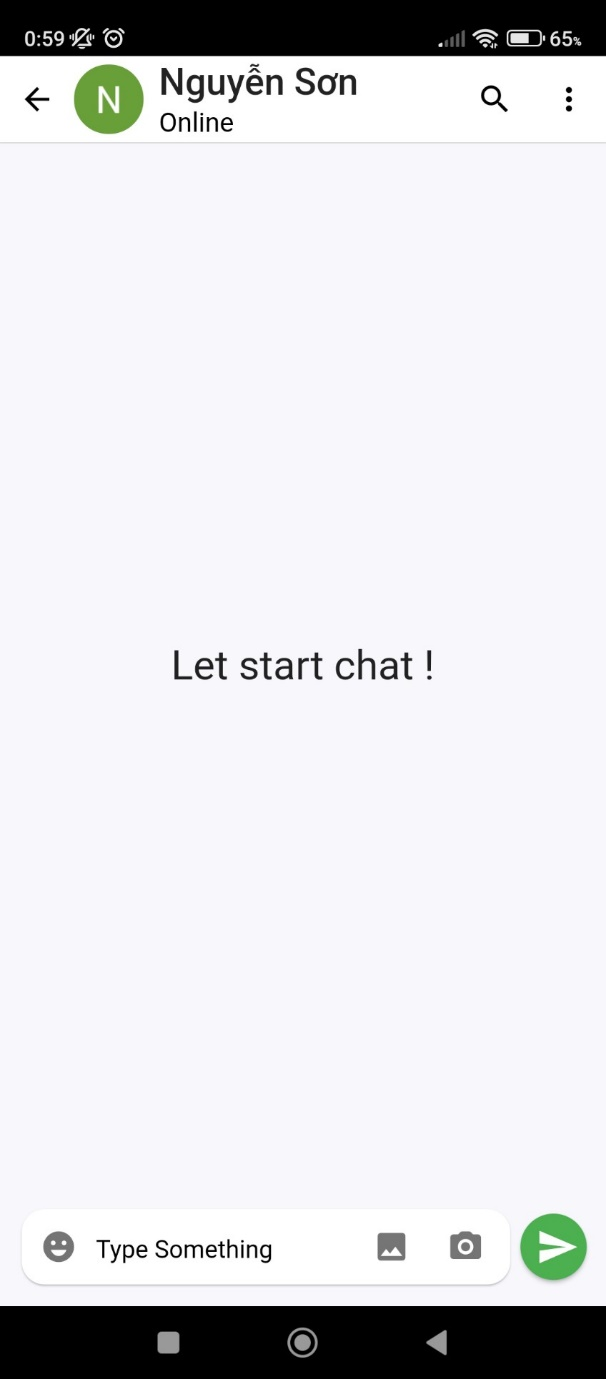 0:59
65%
N
Nguyễn Sơn
Online
Let start chat !
Type Something